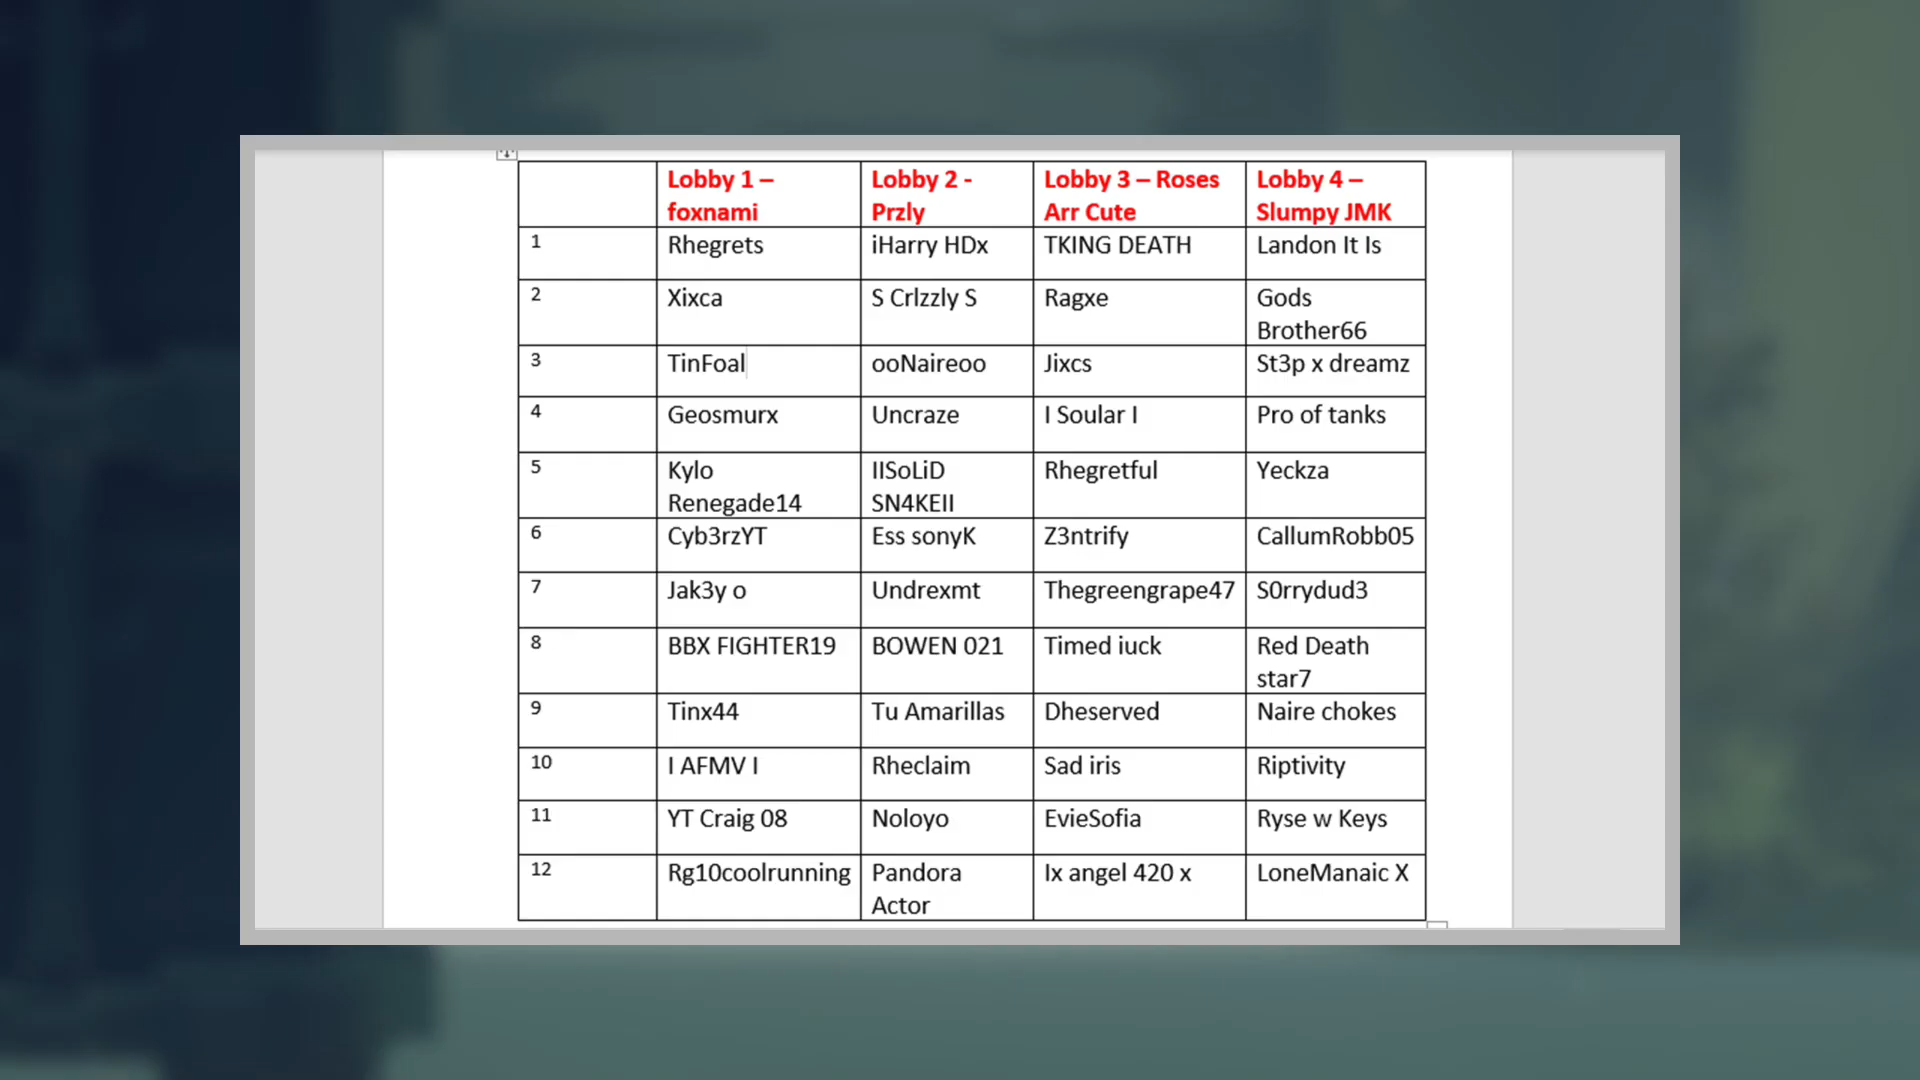 Lobby 1 –
foxnami
Lobby 2 -
Przly
Lobby 3 – Roses
Arr Cute
Lobby 4 –
Slumpy JMK
1
Rhegrets
iHarry HDx
TKING DEATH
Landon It Is
2
Xixca
S Crlzzly S
Ragxe
Gods
Brother66
3
TinFoal
ooNaireoo
Jixcs
St3p x dreamz
4
Geosmurx
Uncraze
I Soular I
Pro of tanks
5
Kylo
Renegade14
IISoLiD
SN4KEII
Rhegretful
Yeckza
6
Cyb3rzYT
Ess sonyK
Z3ntrify
CallumRobb05
7
Jak3y o
Undrexmt
Thegreengrape47
S0rrydud3
8
BBX FIGHTER19
BOWEN 021
Timed iuck
Red Death
star7
9
Tinx44
Tu Amarillas
Dheserved
Naire chokes
10
I AFMV I
Rheclaim
Sad iris
Riptivity
11
YT Craig 08
Noloyo
EvieSofia
Ryse w Keys
12
Rg10coolrunning
Pandora
Actor
Ix angel 420 x
LoneManaic X